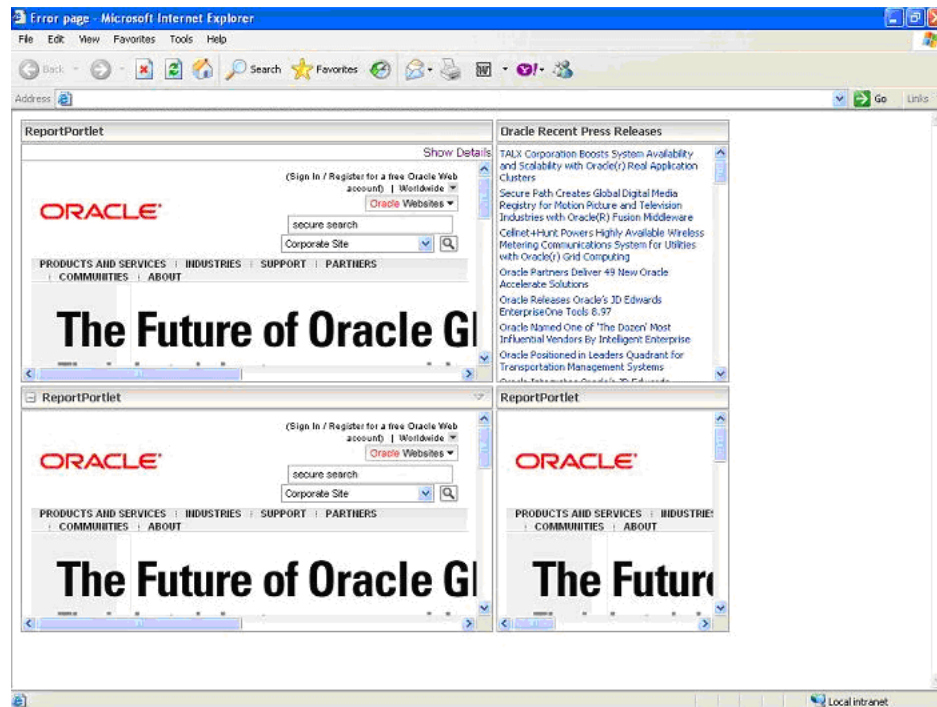 Error page - Microsoft Internet Explorer
File Edit View Favorites Tools Help
Back Search Favorites
Address Go Links
ReportPortlet
Show Details
(Sign In / Register for a free Oracle Web
account) | Worldwide
ORACLE
Oracle Websites
secure search
Corporate Site
PRODUCTS AND SERVICES INDUSTRIES SUPPORT PARTNERS
COMMUNITIES ABOUT
The Future of Oracle Gl
Oracle Recent Press Releases
TALX Corporation Boosts System Availability
and Scalability with Oracle(r) Real Application
Clusters
Secure Path Creates Global Digital Media
Registry for Motion Picture and Television
Industries with Oracle(R) Fusion Middleware
Cellnet+Hunt Powers Highly Available Wireless
Metering Communications System for Utilities
with Oracle(r) Grid Computing
Oracle Partners Deliver 49 New Oracle
Accelerate Solutions
Oracle Releases Oracle's JD Edwards
EnterpriseOne Tools 8.97
Oracle Named One of 'The Dozen' Most
Influential Vendors By Intelligent Enterprise
Oracle Positioned in Leaders Quadrant for
Transportation Management Systems
Oracle Integrates Oracle's JD Edwards
ReportPortlet
(Sign In / Register for a free Oracle Web
account) | Worldwide
ORACLE
Oracle Websites
secure search
Corporate Site
PRODUCTS AND SERVICES INDUSTRIES SUPPORT PARTNERS
COMMUNITIES ABOUT
The Future of Oracle Gl
ReportPortlet
ORACLE
PRODUCTS AND SERVICES INDUSTRIES
COMMUNITIES ABOUT
The Future
Local intranet